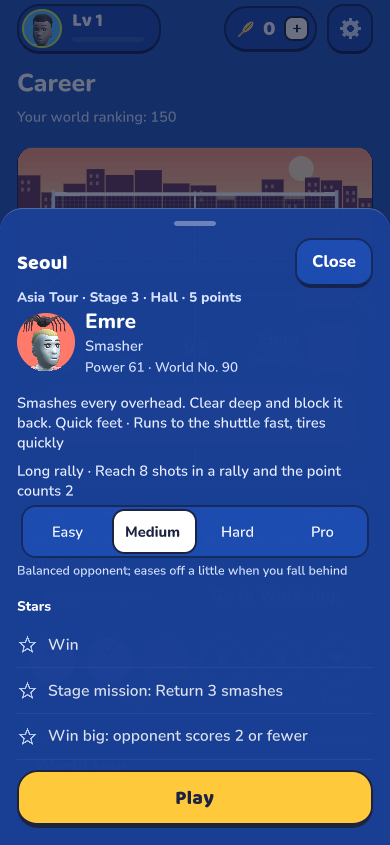 Lv 1
0
+
Career
Your world ranking: 150
Seoul
Close
Asia Tour · Stage 3 · Hall · 5 points
Emre
Smasher
Power 61 · World No. 90
Smashes every overhead. Clear deep and block it
back. Quick feet · Runs to the shuttle fast, tires
quickly
Long rally · Reach 8 shots in a rally and the point
counts 2
Easy
Medium
Hard
Pro
Balanced opponent; eases off a little when you fall behind
Stars
Win
Stage mission: Return 3 smashes
Win big: opponent scores 2 or fewer
Play